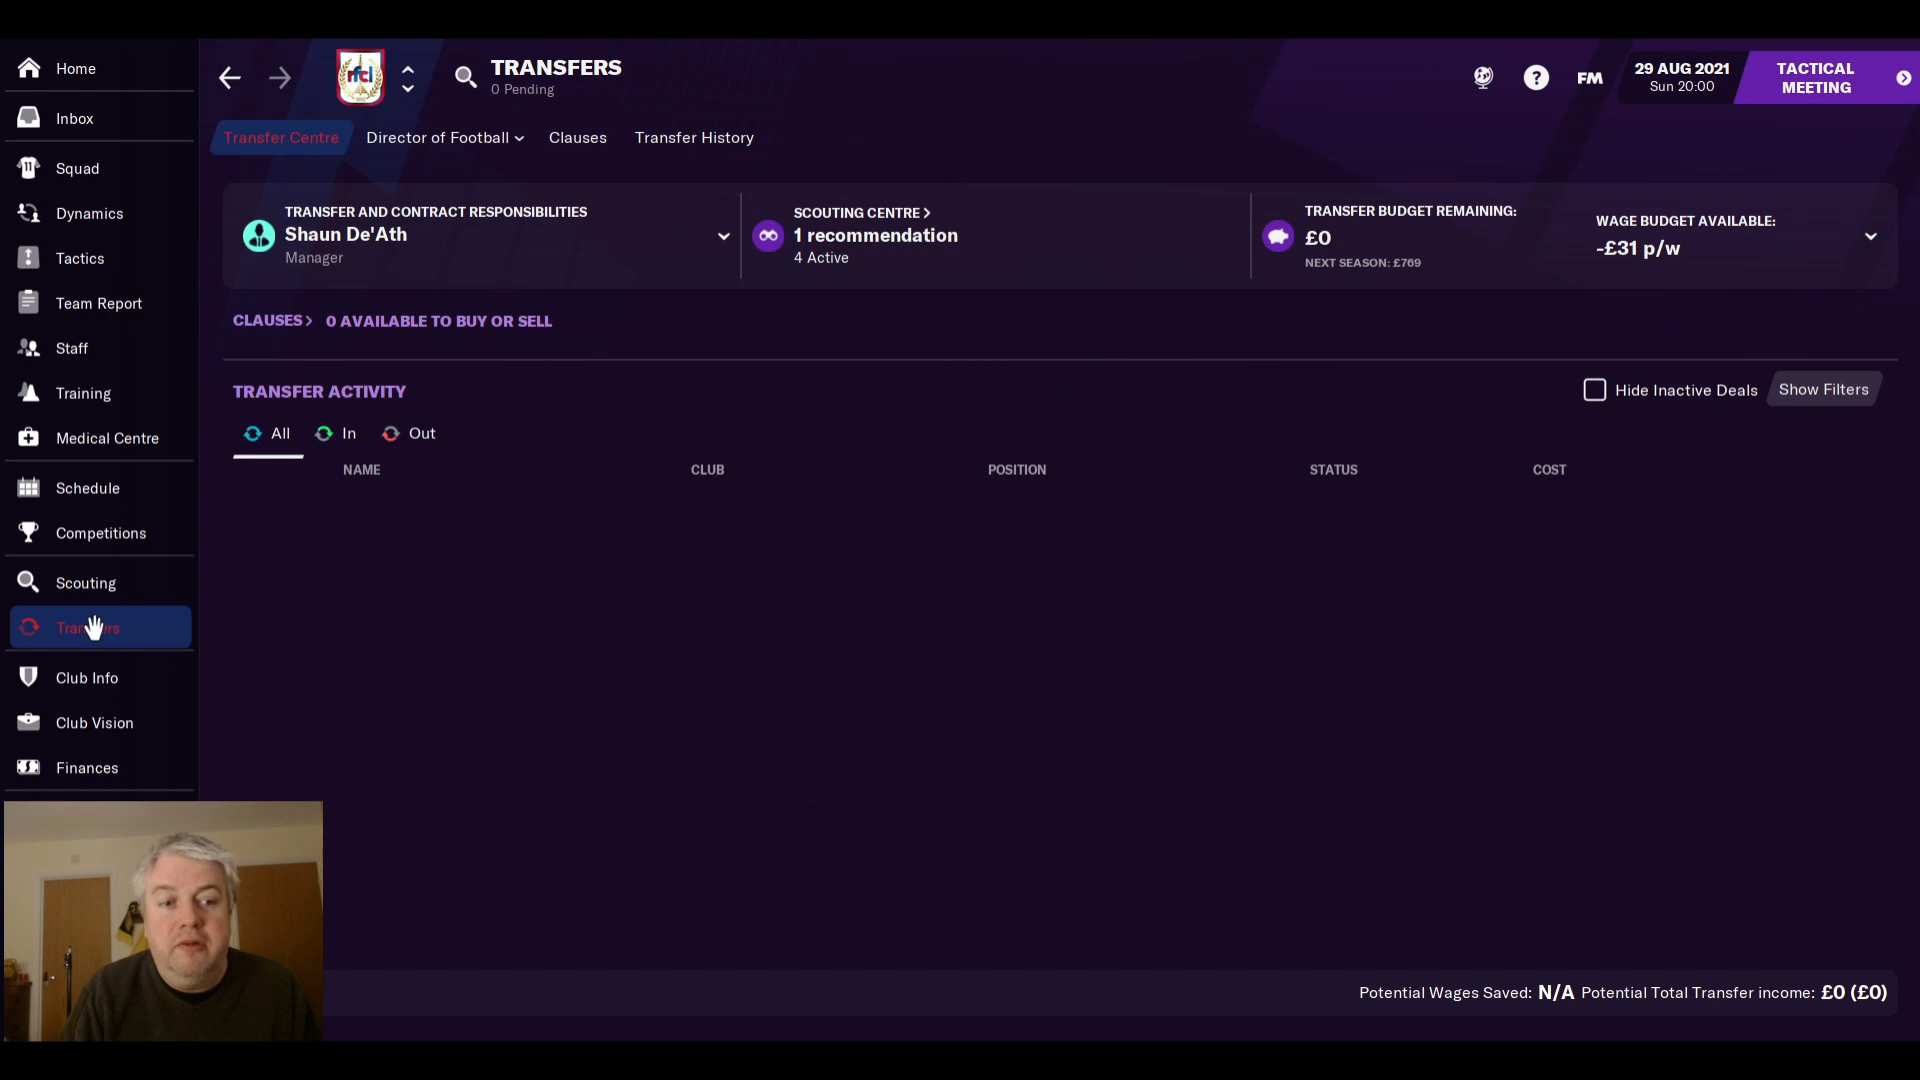 Home
Inbox
Squad
Dynamics
Tactics
Team Report
Staff
Training
Medical Centre
Schedule
Competitions
Scouting
Club Info
Club Vision
Finances
rfcl
TRANSFERS
0 Pending
FM
29 AUG 2021
Sun 20:00
TACTICAL
MEETING
Transfer Centre
Director of Football
Clauses
Transfer History
TRANSFER AND CONTRACT RESPONSIBILITIES
Shaun De'Ath
Manager
SCOUTING CENTRE >
1 recommendation
4 Active
TRANSFER BUDGET REMAINING:
£0
NEXT SEASON: £769
WAGE BUDGET AVAILABLE:
-£31 p/w
CLAUSES > 0 AVAILABLE TO BUY OR SELL
TRANSFER ACTIVITY
Hide Inactive Deals
Show Filters
All In Out
NAME CLUB POSITION STATUS COST
Potential Wages Saved: N/A Potential Total Transfer income: £0 (£0)